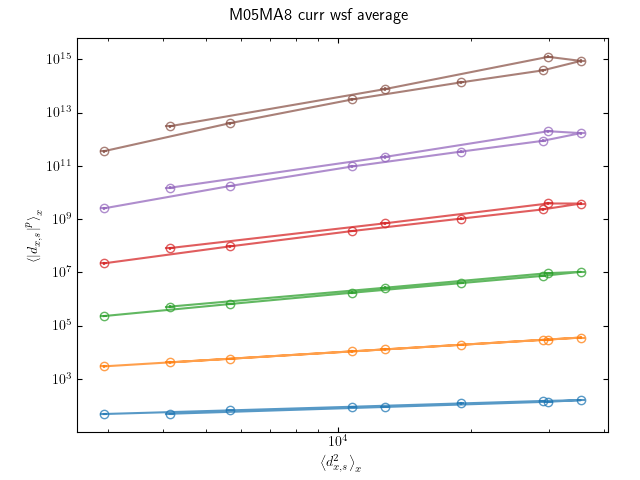 M05MA8 curr wsf average
⟨|d_{x,s}|^p⟩_x
10^{15}
10^{13}
10^{11}
10^9
10^7
10^5
10^3
10^4
⟨d_{x,s}^2⟩_x